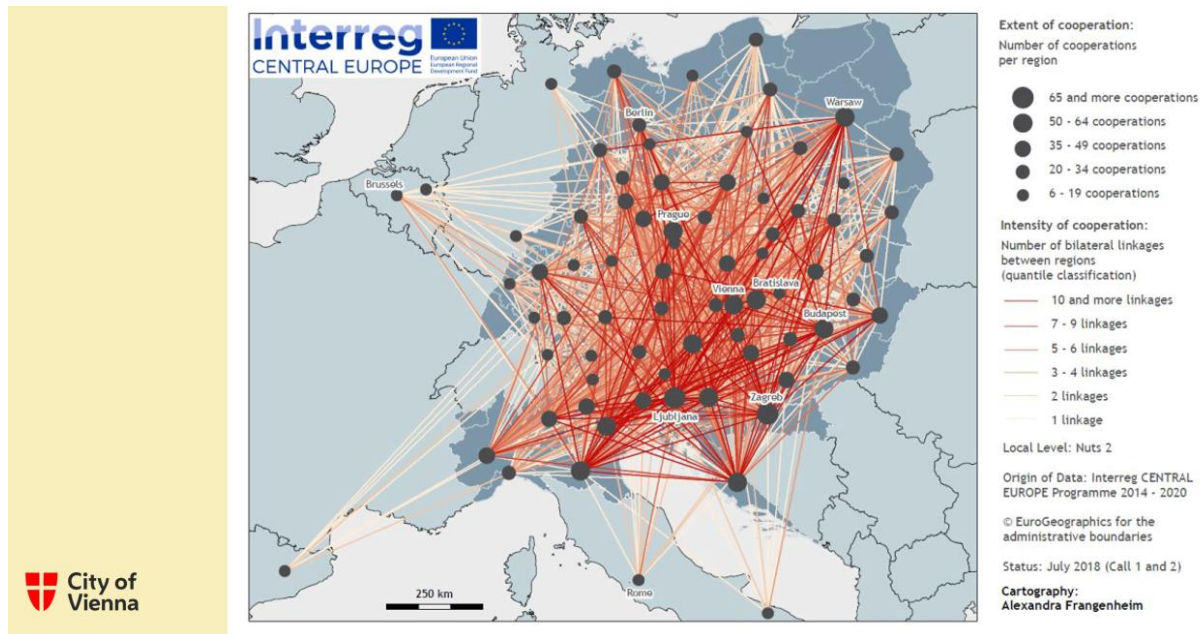 Interreg
CENTRAL EUROPE
European Union
European Regional
Development Fund
Berlin
Warsaw
Brussels
Prague
Vienna
Bratislava
Budapest
Zagreb
Ljubljana
Rome
250 km
City of
Vienna
Extent of cooperation:
Number of cooperations
per region
65 and more cooperations
50 - 64 cooperations
35 - 49 cooperations
20 - 34 cooperations
6 - 19 cooperations
Intensity of cooperation:
Number of bilateral linkages
between regions
(quantile classification)
10 and more linkages
7 - 9 linkages
5 - 6 linkages
3 - 4 linkages
2 linkages
1 linkage
Local Level: Nuts 2
Origin of Data: Interreg CENTRAL
EUROPE Programme 2014 - 2020
© EuroGeographics for the
administrative boundaries
Status: July 2018 (Call 1 and 2)
Cartography:
Alexandra Frangenheim